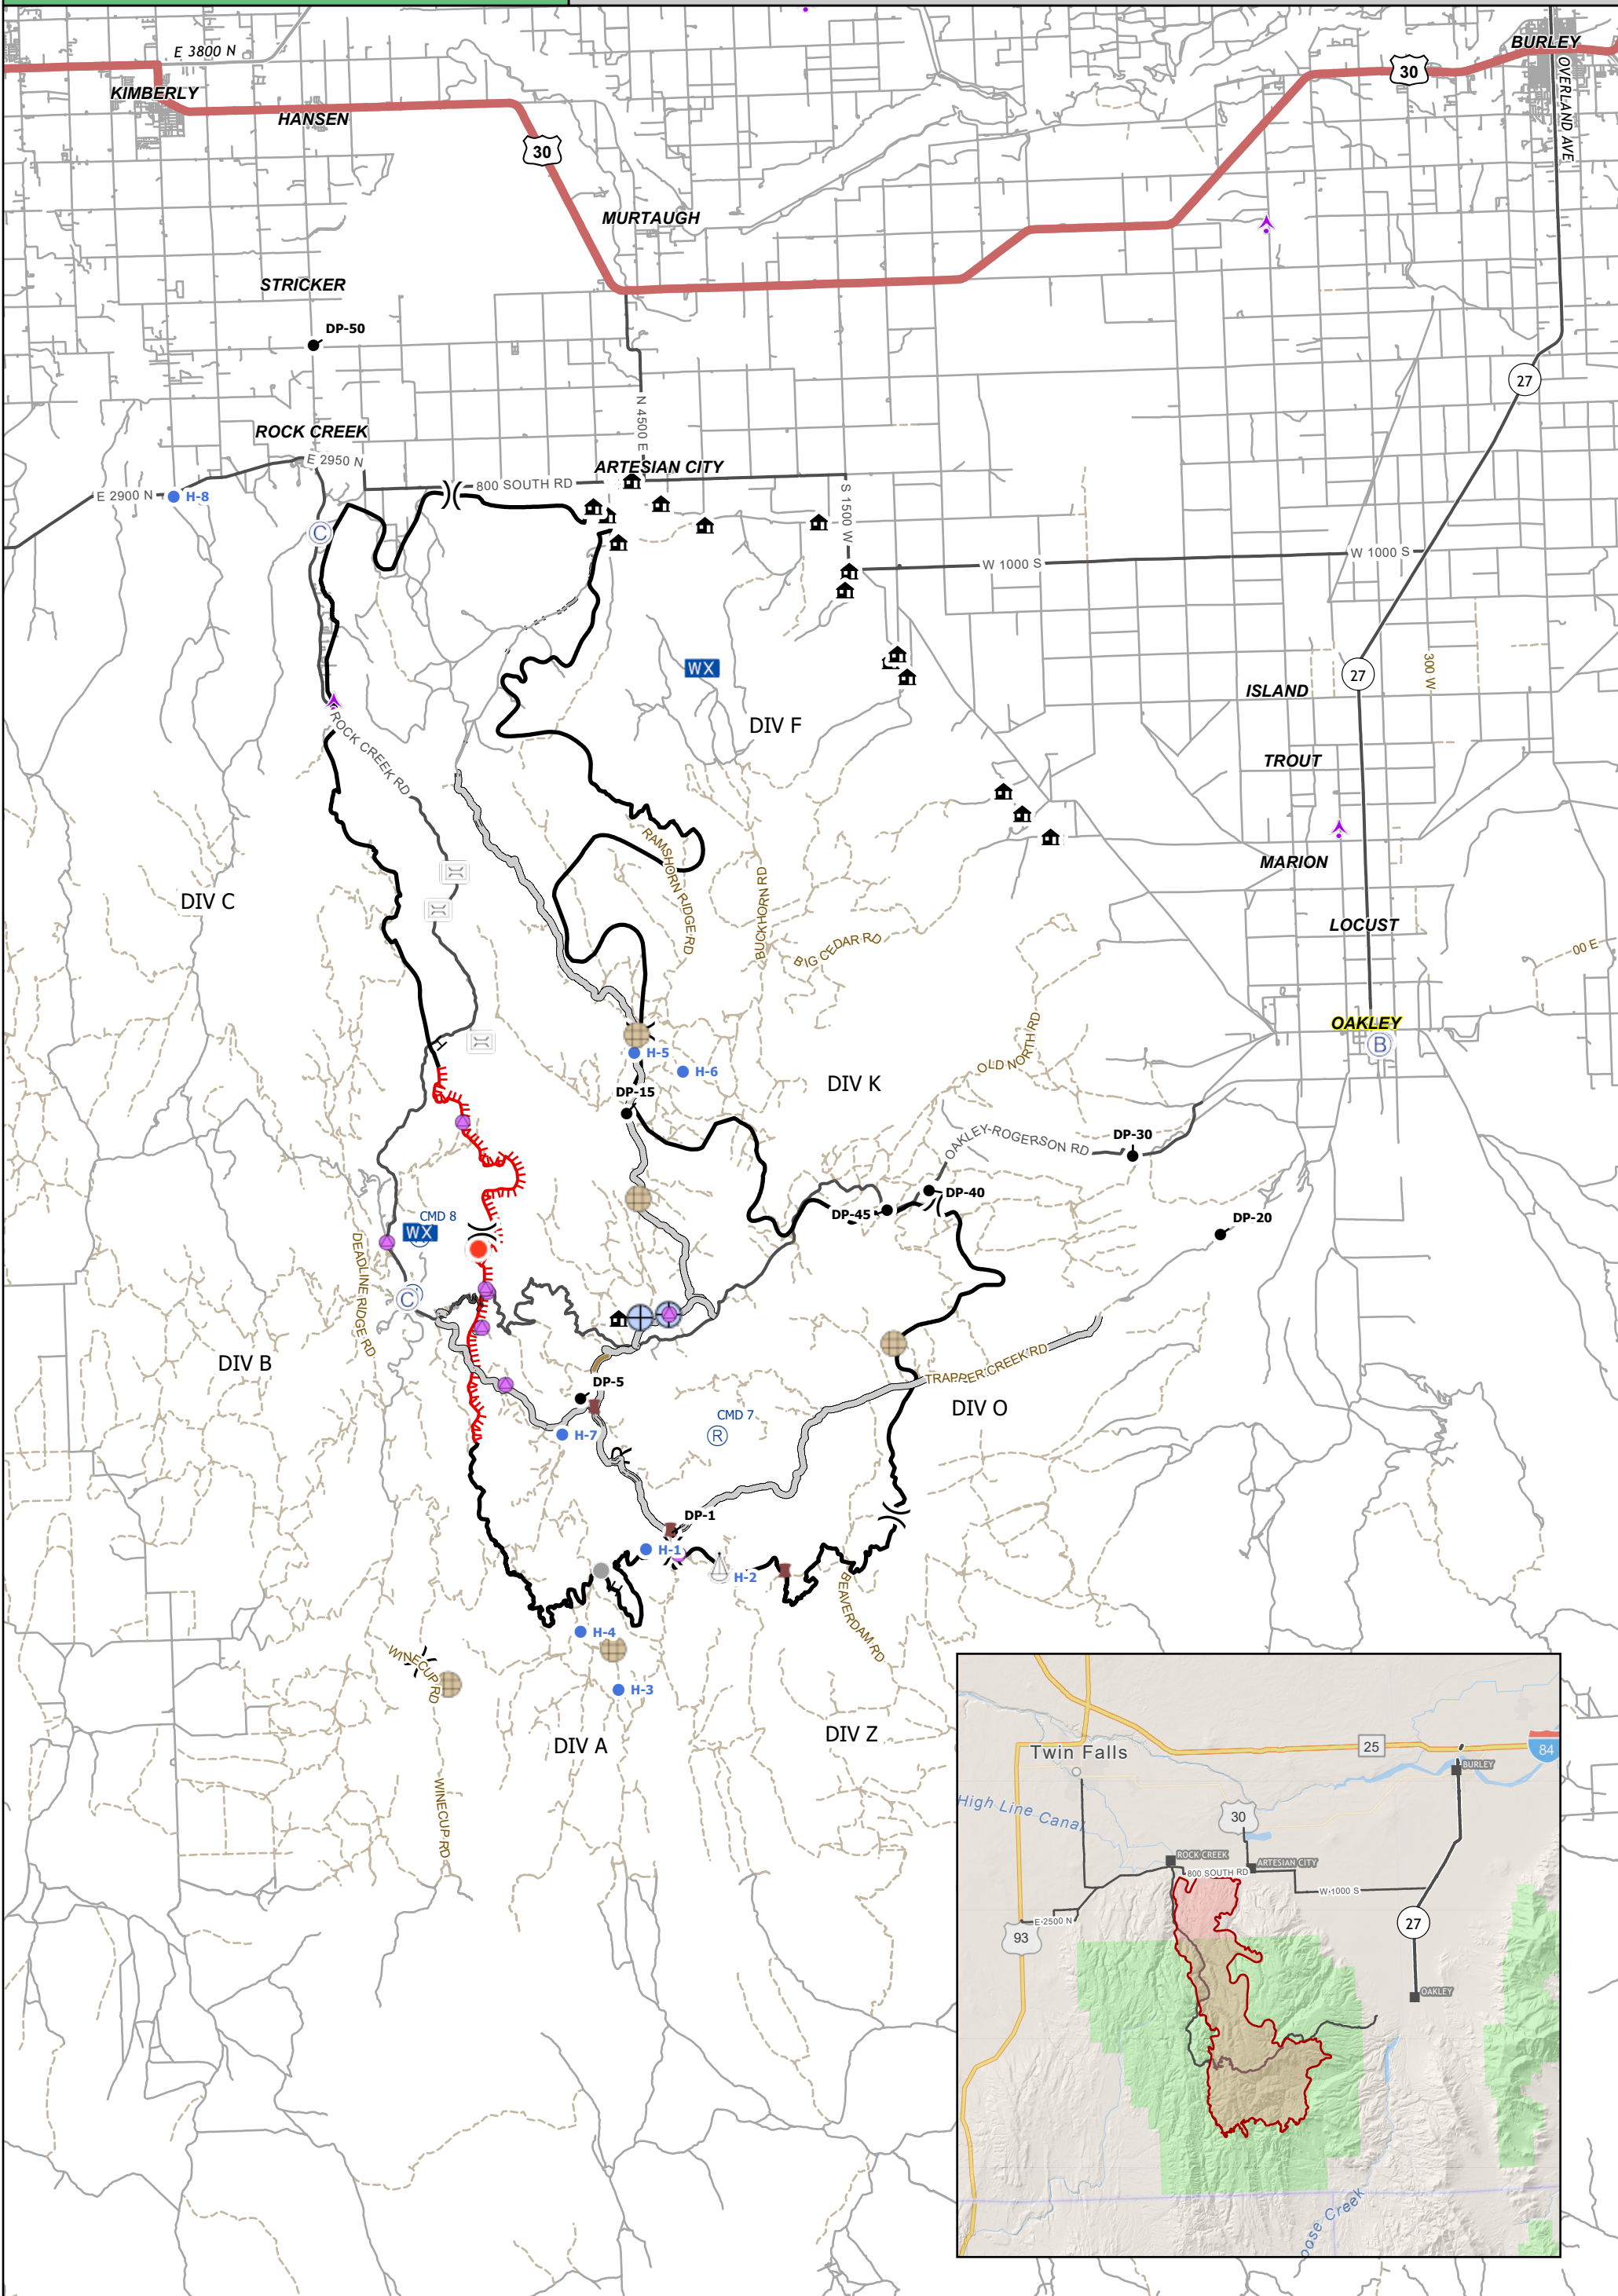 E 3800 N
BURLEY
30
OVERLAND AVE
KIMBERLY
HANSEN
30
MURTAUGH
STRICKER
DP-50
27
N 4500 E
ROCK CREEK
E 2950 N
ARTESIAN CITY
800 SOUTH RD
E 2900 N
H-8
S 1500 W
C
W 1000 S
W 1000 S
WX
27
300 W
ISLAND
ROCK CREEK RD
DIV F
TROUT
RAMSHORN RIDGE RD
MARION
BUCKHORN RD
DIV C
LOCUST
BIG CEDAR RD
00 E
OAKLEY
B
OLD NORTH RD
H-5
H-6
DIV K
DP-15
OAKLEY-ROGERSON RD
DP-30
DP-40
DP-45
DP-20
CMD 8
WX
DEADLINE RIDGE RD
C
DIV B
TRAPPER CREEK RD
DP-5
DIV O
CMD 7
R
H-7
DP-1
H-1
H-2
BEAVERDAM RD
H-4
WINECUP RD
H-3
DIV A
DIV Z
WINECUP RD
Twin Falls
25
84
BURLEY
High Line Canal
30
ROCK CREEK
ARTESIAN CITY
800 SOUTH RD
W 1000 S
E 2500 N
93
27
OAKLEY
oose Creek